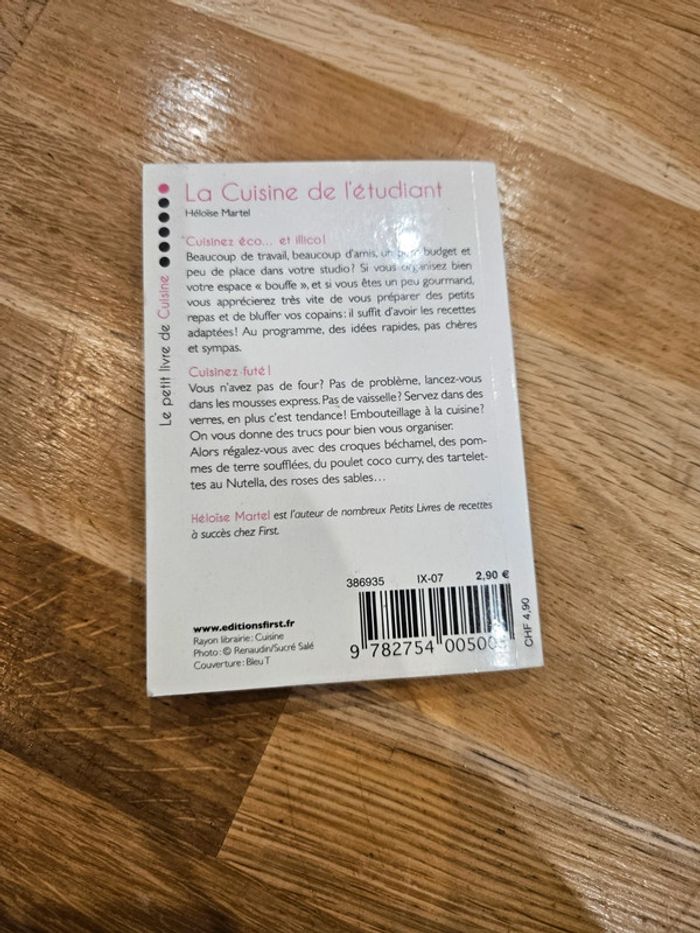 La Cuisine de l'étudiant
Héloïse Martel
"Cuisinez éco... et illico!
Beaucoup de travail, beaucoup d'amis, un budget et
peu de place dans votre studio? Si vous organisez bien
votre espace « bouffe », et si vous êtes un peu gourmand,
vous apprécierez très vite de vous préparer des petits
repas et de bluffer vos copains: il suffit d'avoir les recettes
adaptées! Au programme, des idées rapides, pas chères
et sympas.
Cuisinez futé!
Vous n'avez pas de four? Pas de problème, lancez-vous
dans les mousses express. Pas de vaisselle? Servez dans des
verres, en plus c'est tendance! Embouteillage à la cuisine?
On vous donne des trucs pour bien vous organiser.
Alors régalez-vous avec des croques béchamel, des pom-
mes de terre soufflées, du poulet coco curry, des tartelet-
tes au Nutella, des roses des sables...
Héloïse Martel est l'auteur de nombreux Petits Livres de recettes
à succès chez First.
Le petit livre de Cuisine
386935 IX-07 2,90 €
www.editionsfirst.fr
Rayon librairie: Cuisine
Photo: © Renaudin/Sucré Salé
Couverture: Bleu T
9 782754 00500
CHF 4,90